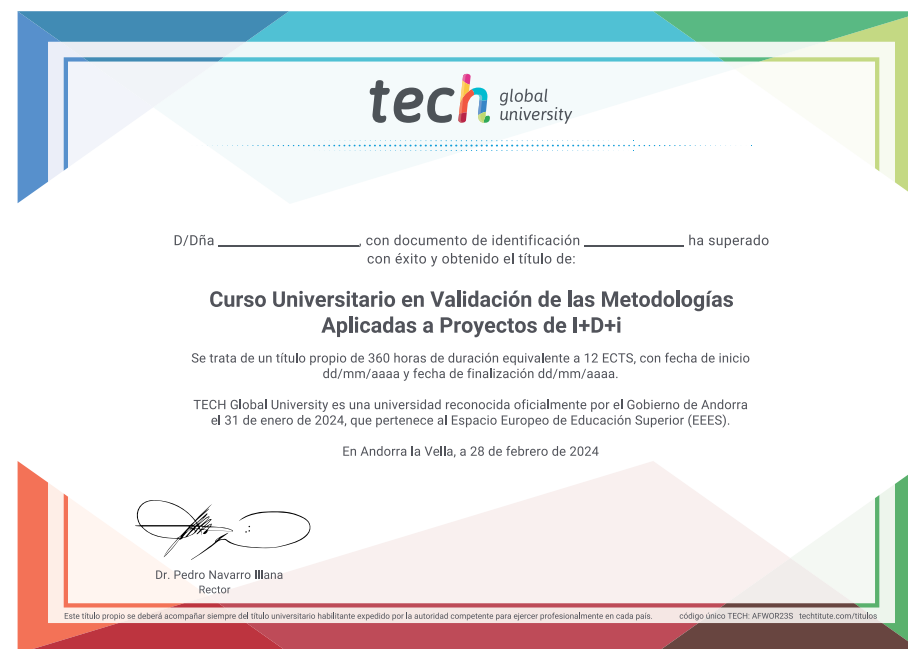 tech global university
D/Dña ________________, con documento de identificación ____________ ha superado
con éxito y obtenido el título de:
Curso Universitario en Validación de las Metodologías
Aplicadas a Proyectos de I+D+i
Se trata de un título propio de 360 horas de duración equivalente a 12 ECTS, con fecha de inicio
dd/mm/aaaa y fecha de finalización dd/mm/aaaa.
TECH Global University es una universidad reconocida oficialmente por el Gobierno de Andorra
el 31 de enero de 2024, que pertenece al Espacio Europeo de Educación Superior (EEES).
En Andorra la Vella, a 28 de febrero de 2024
Dr. Pedro Navarro Illana
Rector
Este título propio se deberá acompañar siempre del título universitario habilitante expedido por la autoridad competente para ejercer profesionalmente en cada país. código único TECH: AFWOR23S techtitute.com/titulos